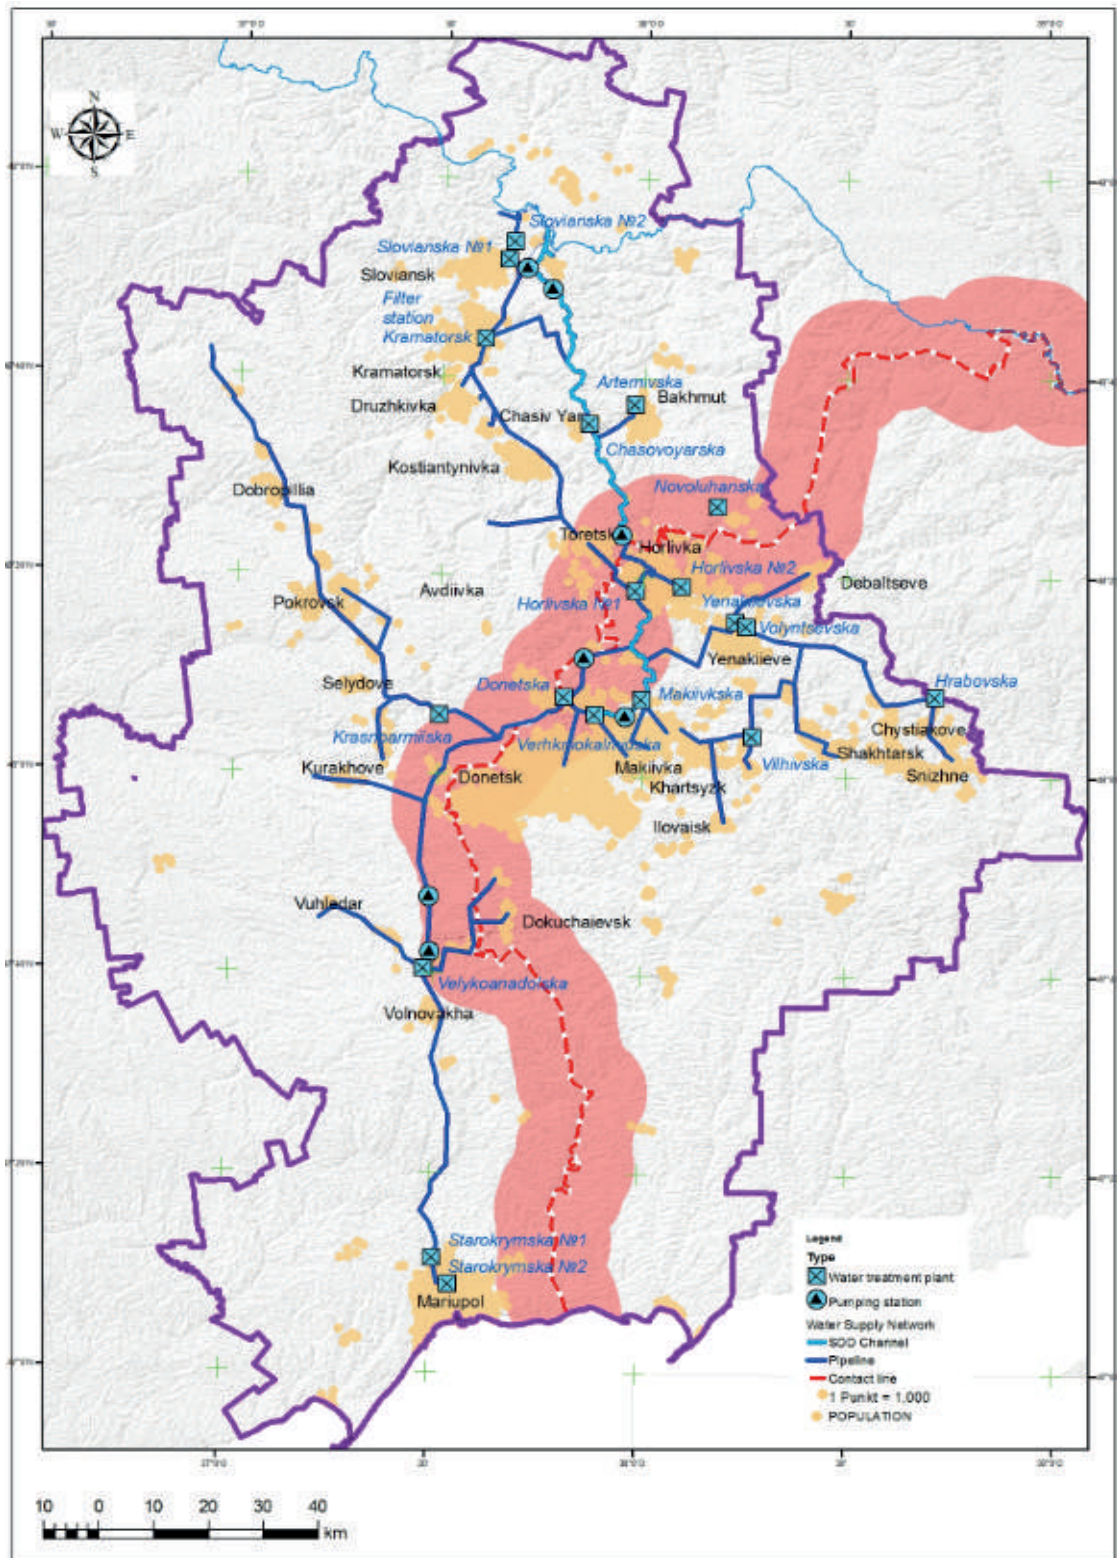 N
W
E
S
Slovianska №2
Slovianska №1
Sloviansk
Filter
station
Kramatorsk
Kramatorsk
Artemivska
Druzhkivka
Bakhmut
Chasiv Yar
Chasovoyarska
Kostiantynivka
Novoluhanska
Dobropillia
Toretsk
Horlivka
Horlivska №2
Debaltseve
Avdiivka
Horlivska №1
Yenakiievska
Pokrovsk
Volyntsevska
Yenakiieve
Selydove
Donetska
Makiivkska
Hrabovska
Krasnoarmiiska
Chystiakove
Shakhtarsk
Kurakhove
Donetsk
Makiivka
Vilhivska
Snizhne
Khartsyzk
Ilovaisk
Vuhledar
Dokuchaievsk
Velykoanadolska
Volnovakha
Starokrymska №1
Starokrymska №2
Mariupol
Legend
Type
Water treatment plant
Pumping station
Water Supply Network
SDD Channel
Pipeline
Contact line
1 Punkt = 1,000
POPULATION
10 0 10 20 30 40
km